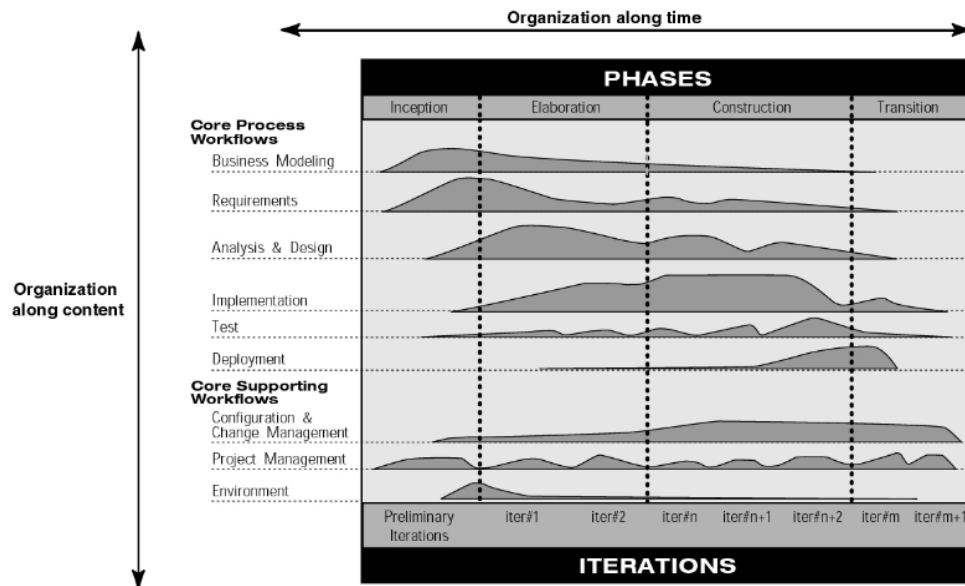 Organization along time
PHASES
Inception
Elaboration
Construction
Transition
Core Process
Workflows
Business Modeling
Requirements
Analysis & Design
Implementation
Test
Deployment
Core Supporting
Workflows
Configuration &
Change Management
Project Management
Environment
Organization
along content
Preliminary
Iterations
iter#1
iter#2
iter#n
iter#n+1
iter#n+2
iter#m
iter#m+1
ITERATIONS